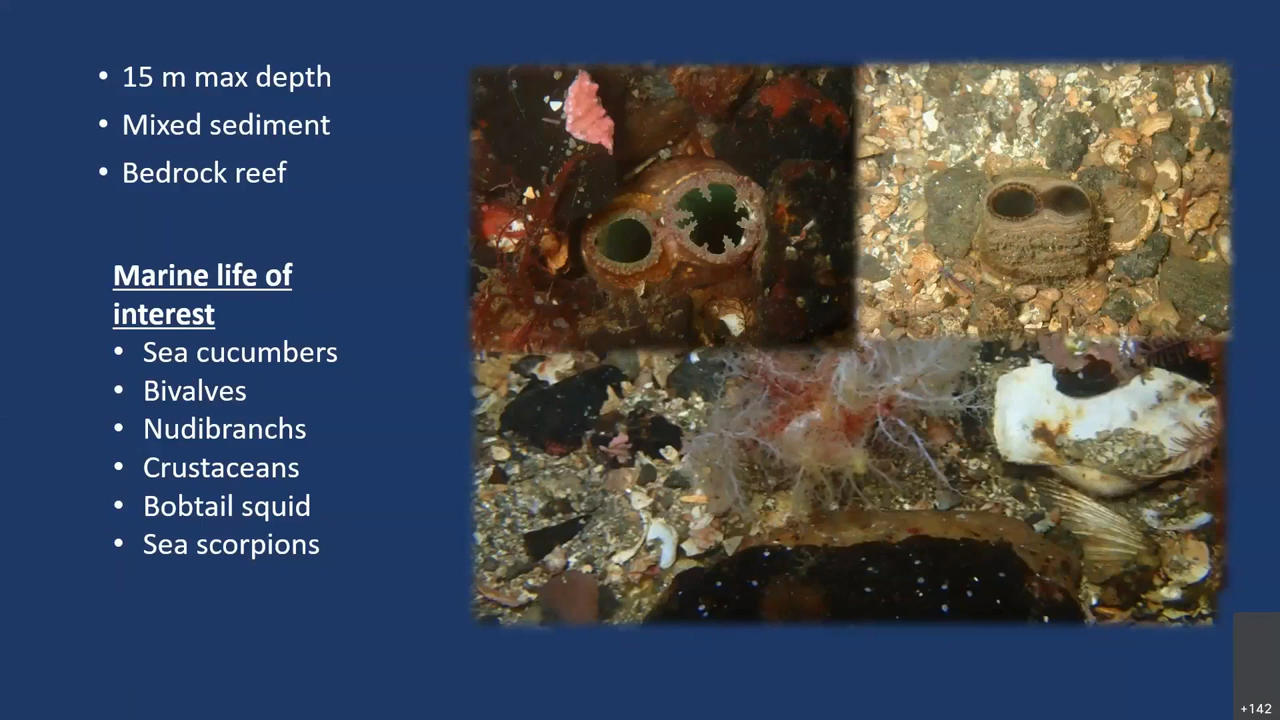 • 15 m max depth
• Mixed sediment
• Bedrock reef
Marine life of
interest
• Sea cucumbers
• Bivalves
• Nudibranchs
• Crustaceans
• Bobtail squid
• Sea scorpions
+142